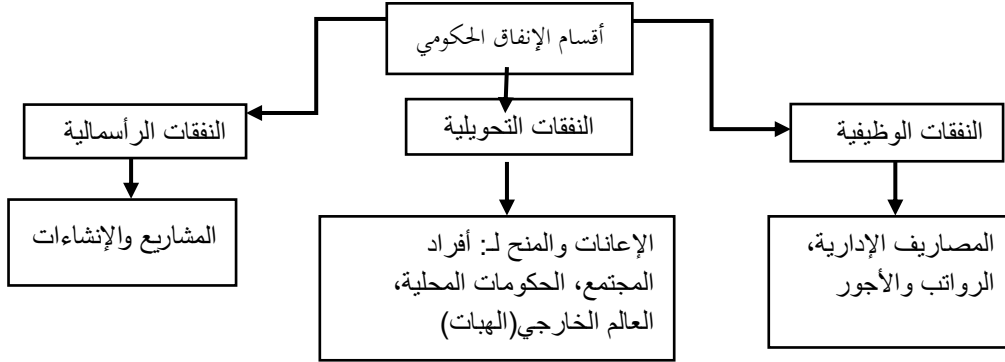 أقسام الإنفاق الحكومي
النفقات الوظيفية
النفقات التحويلية
النفقات الرأسمالية
المصاريف الإدارية،
الرواتب والأجور
الإعانات والمنح لـ: أفراد
المجتمع، الحكومات المحلية،
العالم الخارجي(الهبات)
المشاريع والإنشاءات